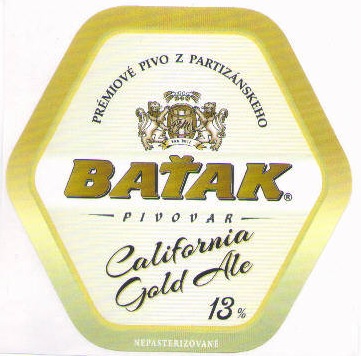 PRÉMIOVÉ PIVO Z PARTIZÁNSKEHO
BAŤAK®
PIVOVAR
California
Gold Ale
13%
NEPASTERIZOVANÉ